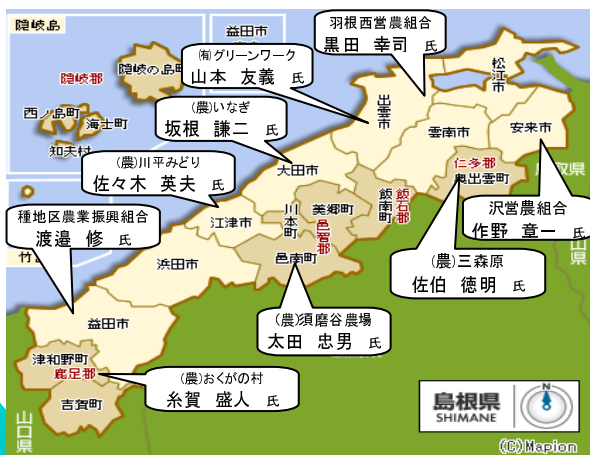 隠岐島
隠岐の島町
隠岐郡
西ノ島町
海士町
知夫村
竹
益田市
㈲グリーンワーク
山本 友義 氏
羽根西営農組合
黒田 幸司 氏
(農)いなぎ
坂根 謙二 氏
(農)川平みどり
佐々木 英夫 氏
種地区農業振興組合
渡邉 修 氏
松江市
出雲市
雲南市
安来市
仁多郡
奥出雲町
大田市
飯石郡
飯南町
美郷町
川本町
邑智郡
江津市
邑南町
浜田市
益田市
津和野町
鹿足郡
吉賀町
沢営農組合
作野 章一 氏
(農)三森原
佐伯 徳明 氏
(農)須磨谷農場
太田 忠男 氏
(農)おくがの村
糸賀 盛人 氏
取県
山県
山口県
島根県
SHIMANE
N
(C)Mapion